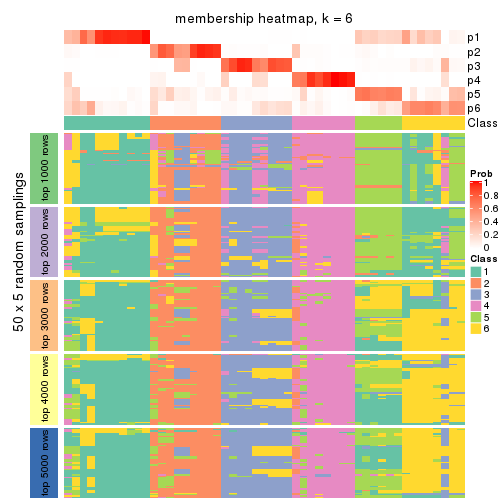 membership heatmap, k = 6
p1
p2
p3
p4
p5
p6
Class
50 x 5 random samplings
top 1000 rows
top 2000 rows
top 3000 rows
top 4000 rows
top 5000 rows
Prob
1
0.8
0.6
0.4
0.2
0
Class
1
2
3
4
5
6